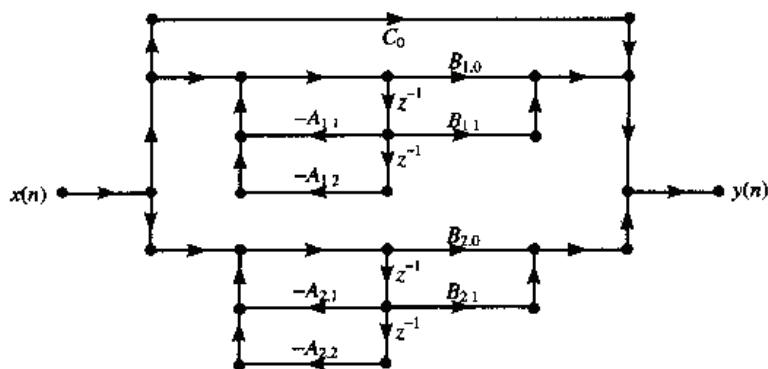 C₀
B₁.₀
z⁻¹
−A₁.₁
B₁.₁
z⁻¹
−A₁.₂
x(n)
y(n)
B₂.₀
z⁻¹
−A₂.₁
B₂.₁
z⁻¹
−A₂.₂